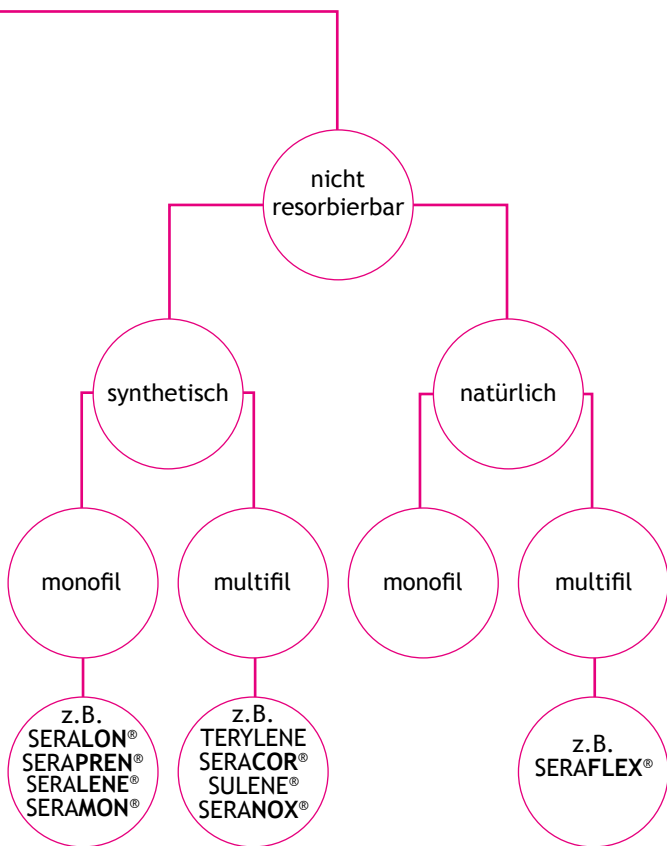 nicht
resorbierbar
synthetisch
natürlich
monofil
multifil
monofil
multifil
z.B.
SERALON®
SERAPREN®
SERALENE®
SERAMON®
z.B.
TERYLENE
SERACOR®
SULENE®
SERANOX®
z.B.
SERAFLEX®